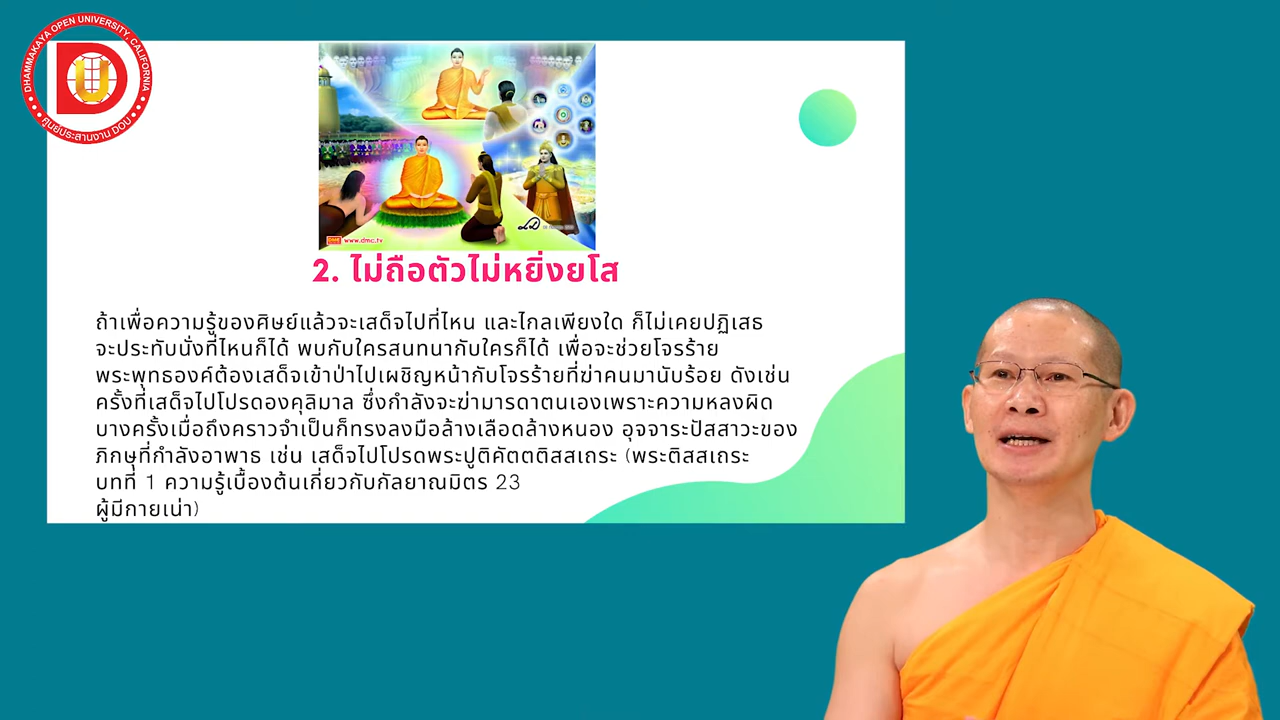 DHAMMAKAYA OPEN UNIVERSITY, CALIFORNIA
DOU
ศูนย์ประสานงาน DOU
DMC www.dmc.tv
2. ไม่ถือตัวไม่หยิ่งยโส
ถ้าเพื่อความรู้ของศิษย์แล้วจะเสด็จไปที่ไหน และไกลเพียงใด ก็ไม่เคยปฏิเสธ
จะประทับนั่งที่ไหนก็ได้ พบกับใครสนทนากับใครก็ได้ เพื่อจะช่วยโจรร้าย
พระพุทธองค์ต้องเสด็จเข้าป่าไปเผชิญหน้ากับโจรร้ายที่ฆ่าคนมานับร้อย ดังเช่น
ครั้งที่เสด็จไปโปรดองคุลิมาล ซึ่งกำลังจะฆ่ามารดาตนเองเพราะความหลงผิด
บางครั้งเมื่อถึงคราวจำเป็นก็ทรงลงมือล้างเลือดล้างหนอง อุจจาระปัสสาวะของ
ภิกษุที่กำลังอาพาธ เช่น เสด็จไปโปรดพระปูติคัตตติสสเถระ (พระติสสเถระ
บทที่ 1 ความรู้เบื้องต้นเกี่ยวกับกัลยาณมิตร 23
ผู้มีกายเน่า)